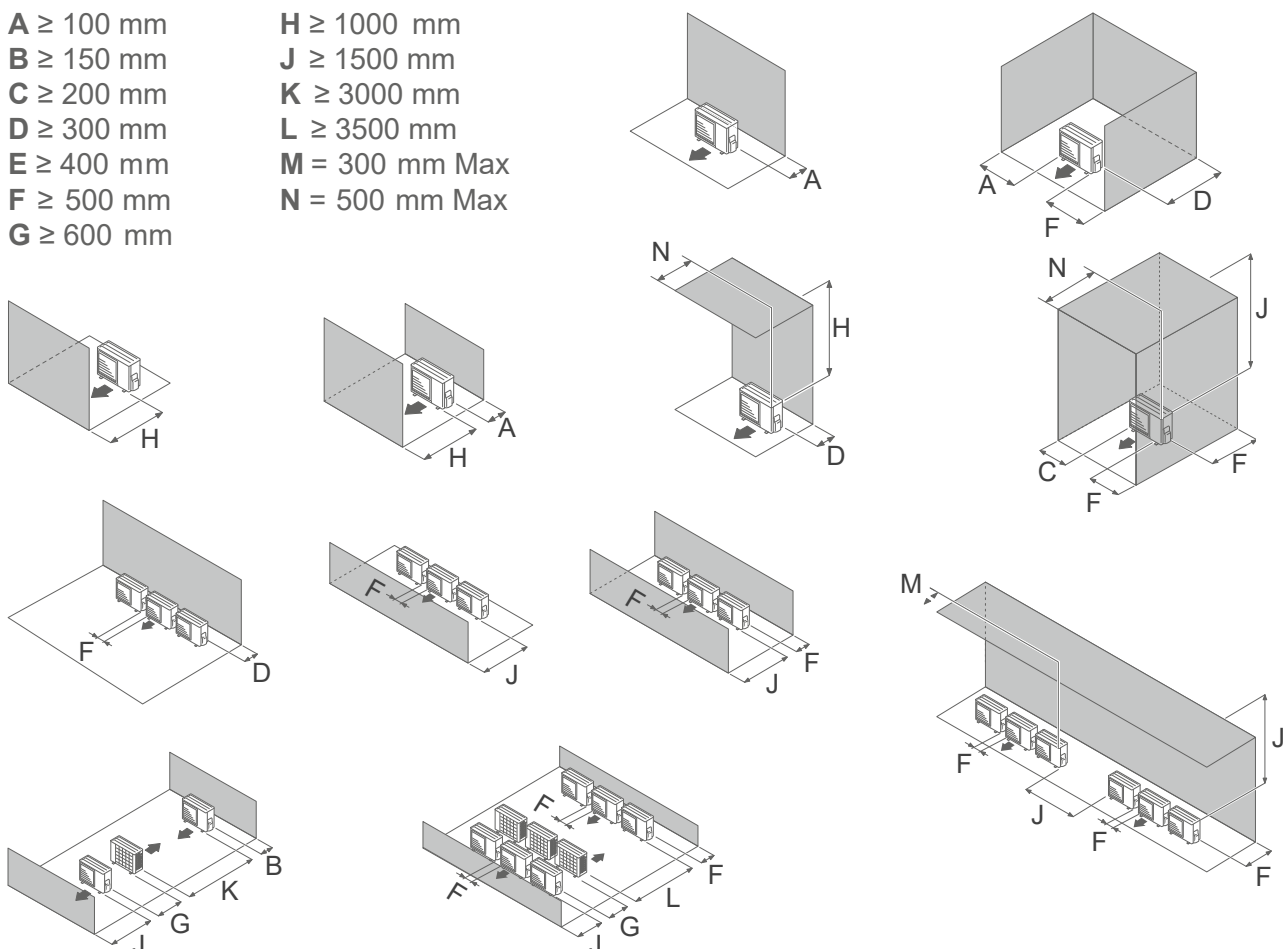 A ≥ 100 mm
B ≥ 150 mm
C ≥ 200 mm
D ≥ 300 mm
E ≥ 400 mm
F ≥ 500 mm
G ≥ 600 mm
H ≥ 1000 mm
J ≥ 1500 mm
K ≥ 3000 mm
L ≥ 3500 mm
M = 300 mm Max
N = 500 mm Max
A
A
D
F
H
H
A
N
H
D
N
J
C
F
F
F
D
F
J
F
J
F
M
J
F
J
F
F
B
K
G
F
F
F
L
G